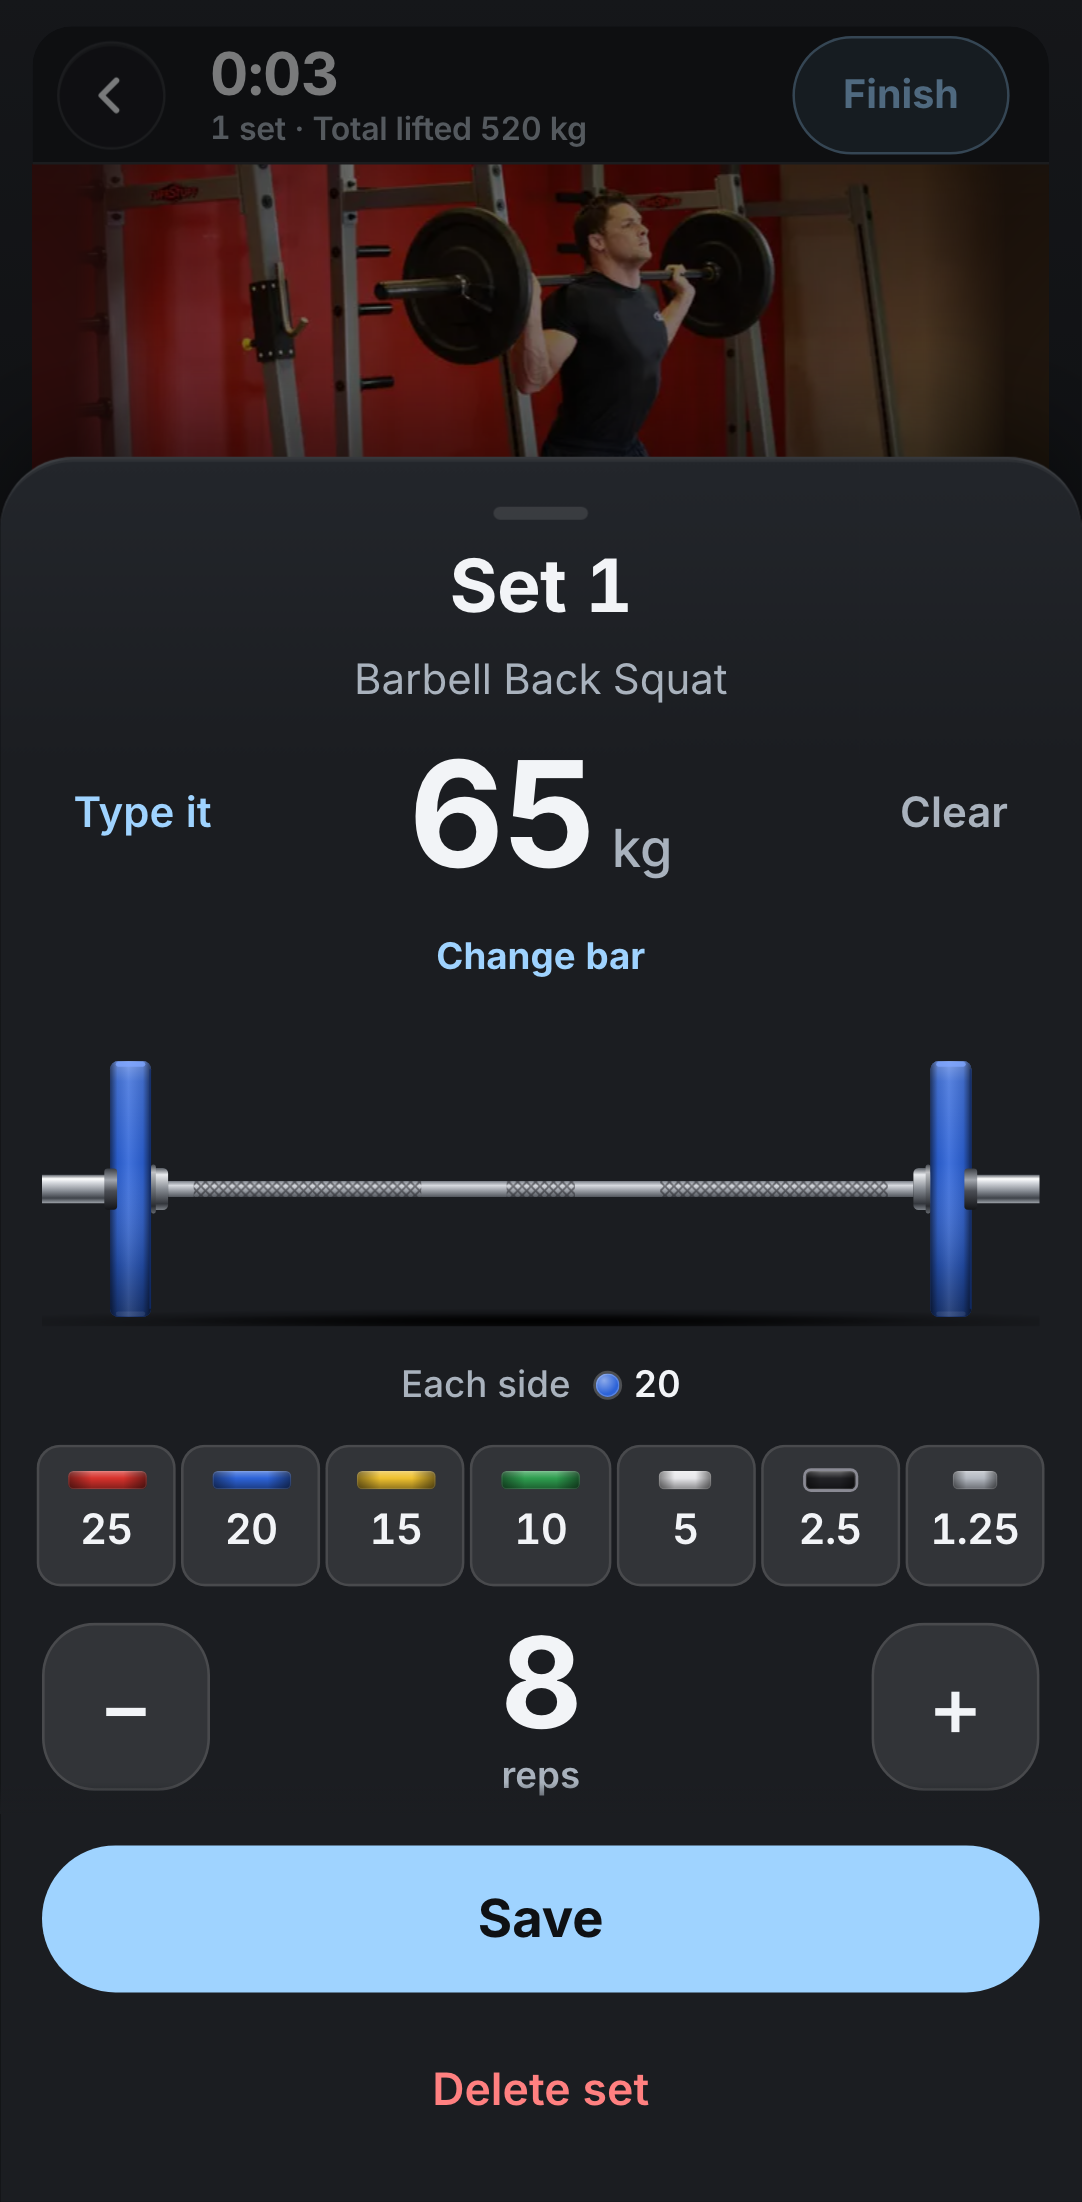 0:03
1 set · Total lifted 520 kg
Finish
Set 1
Barbell Back Squat
Type it
65 kg
Clear
Change bar
Each side 20
25 20 15 10 5 2.5 1.25
− 8 +
reps
Save
Delete set